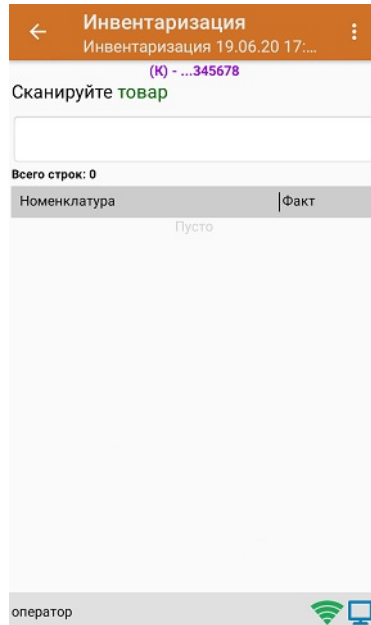 Инвентаризация
Инвентаризация 19.06.20 17:...
(К) - ...345678
Сканируйте товар
Всего строк: 0
Номенклатура Факт
Пусто
оператор